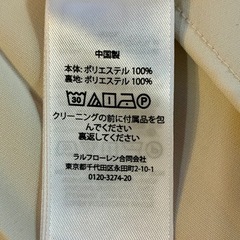 中国製
本体: ポリエステル 100%
裏地: ポリエステル 100%
30 P
クリーニングの前に付属品を包
んでください
裏返してください
ラルフローレン合同会社
東京都千代田区永田町2-10-1
0120-3274-20